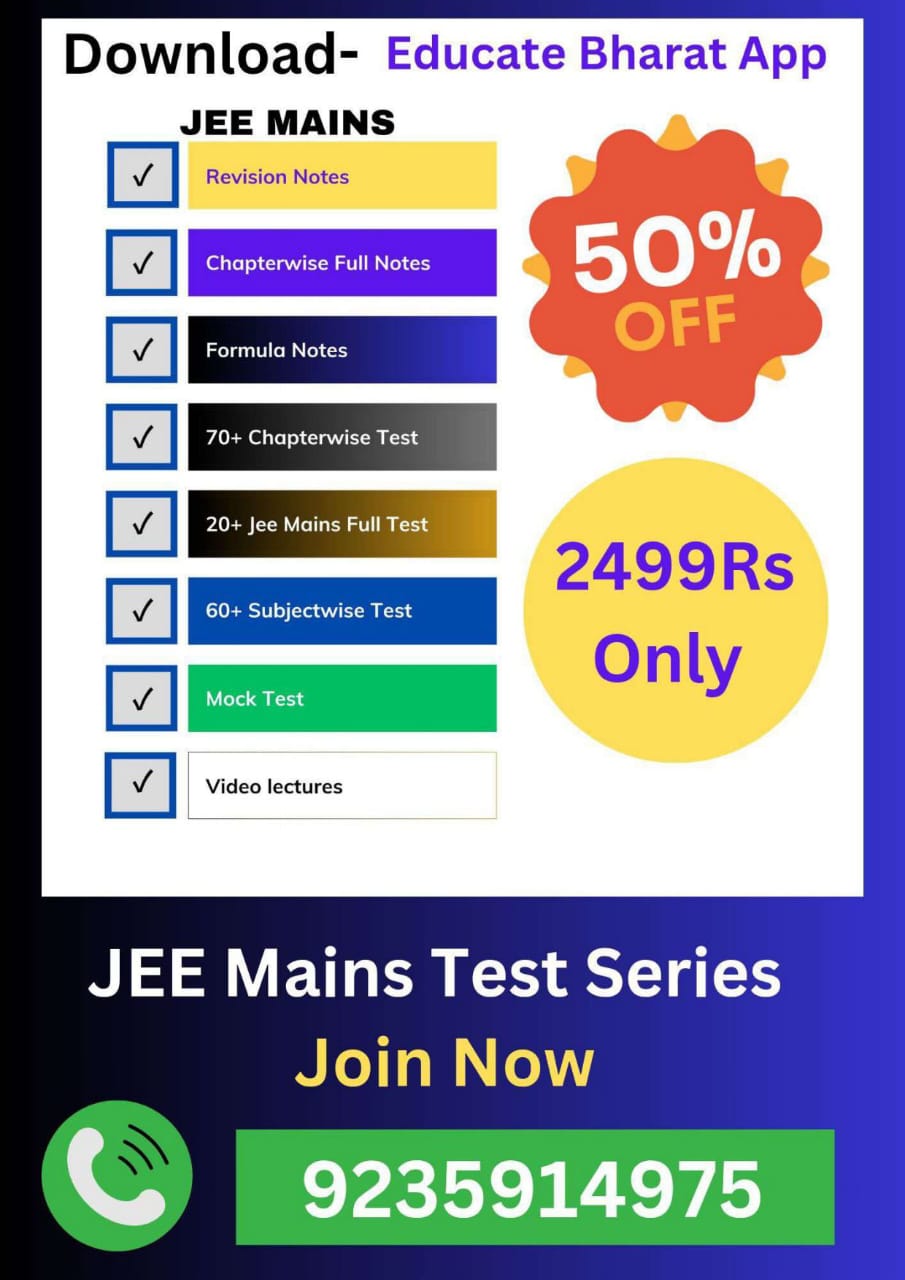 Download- Educate Bharat App
JEE MAINS
✓ Revision Notes
✓ Chapterwise Full Notes
✓ Formula Notes
✓ 70+ Chapterwise Test
✓ 20+ Jee Mains Full Test
✓ 60+ Subjectwise Test
✓ Mock Test
✓ Video lectures
50%
OFF
2499Rs
Only
JEE Mains Test Series
Join Now
9235914975